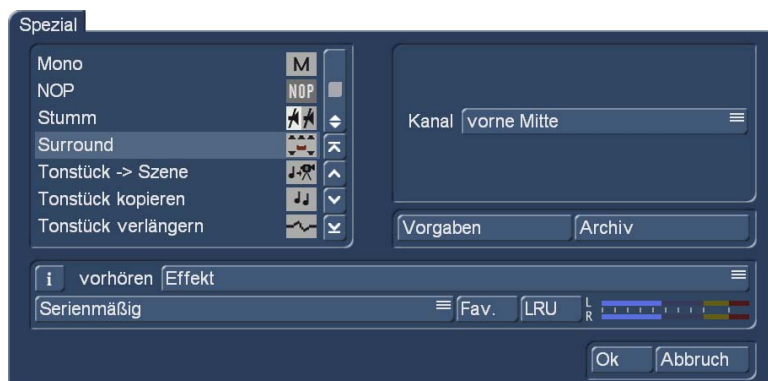 Spezial
Mono M
NOP NOP
Stumm
Surround
Tonstück -> Szene
Tonstück kopieren
Tonstück verlängern
Kanal vorne Mitte
Vorgaben Archiv
i vorhören Effekt
Serienmäßig Fav. LRU L
R
Ok Abbruch